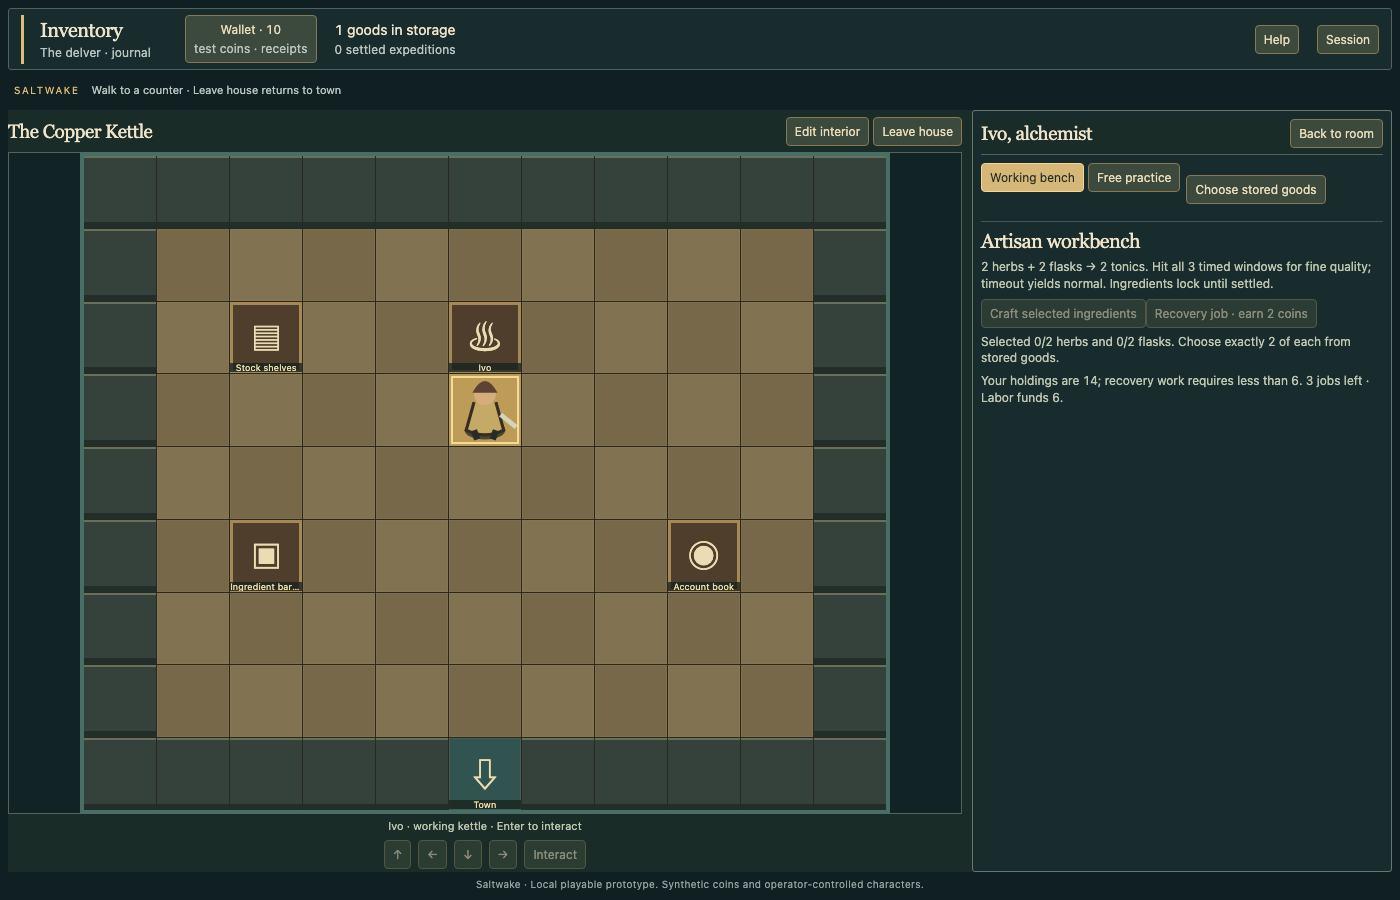 Inventory
The delver · journal
Wallet · 10
test coins · receipts
1 goods in storage
0 settled expeditions
Help
Session
SALTWAKE
Walk to a counter · Leave house returns to town
The Copper Kettle
Edit interior
Leave house
Stock shelves
Ivo
Ingredient bar...
Account book
Town
Ivo · working kettle · Enter to interact
↑
←
↓
→
Interact
Ivo, alchemist
Back to room
Working bench
Free practice
Choose stored goods
Artisan workbench
2 herbs + 2 flasks → 2 tonics. Hit all 3 timed windows for fine quality;
timeout yields normal. Ingredients lock until settled.
Craft selected ingredients
Recovery job · earn 2 coins
Selected 0/2 herbs and 0/2 flasks. Choose exactly 2 of each from
stored goods.
Your holdings are 14; recovery work requires less than 6. 3 jobs left ·
Labor funds 6.
Saltwake · Local playable prototype. Synthetic coins and operator-controlled characters.